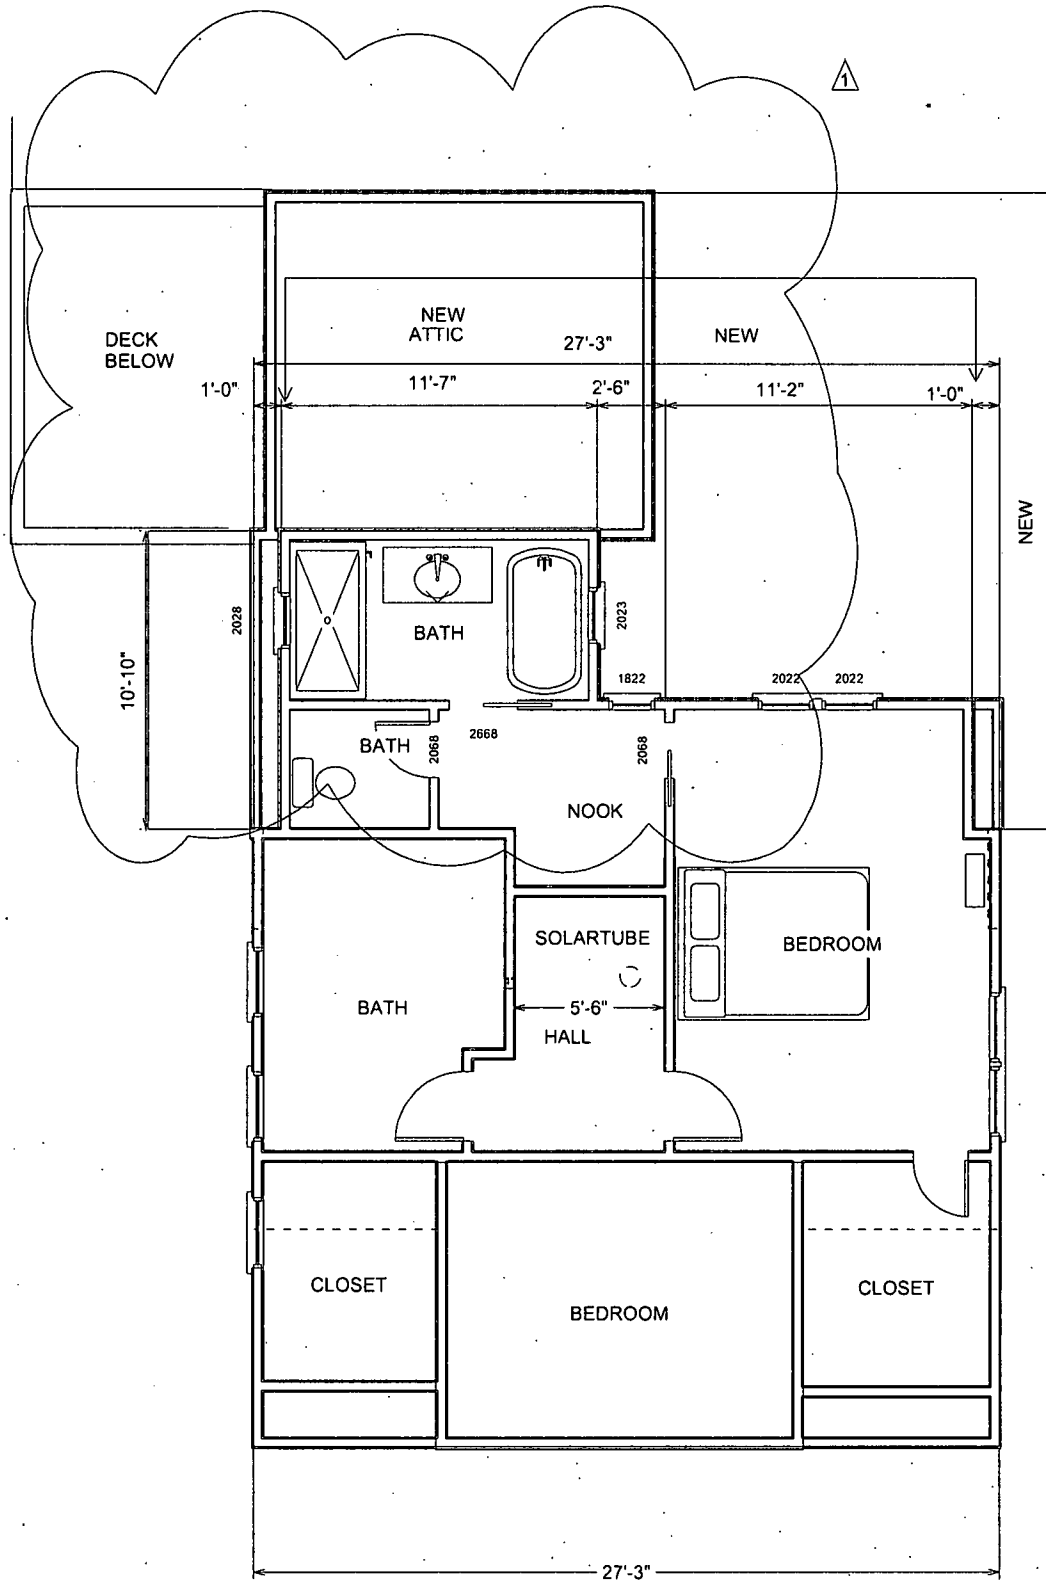 1
NEW
ATTIC
DECK
BELOW
NEW
27'-3"
1'-0"
11'-7"
2'-6"
11'-2"
1'-0"
NEW
2028
2023
BATH
10'-10"
1822
2022
2022
BATH
2068
2668
2068
NOOK
SOLARTUBE
BEDROOM
BATH
5'-6"
HALL
CLOSET
CLOSET
BEDROOM
27'-3"